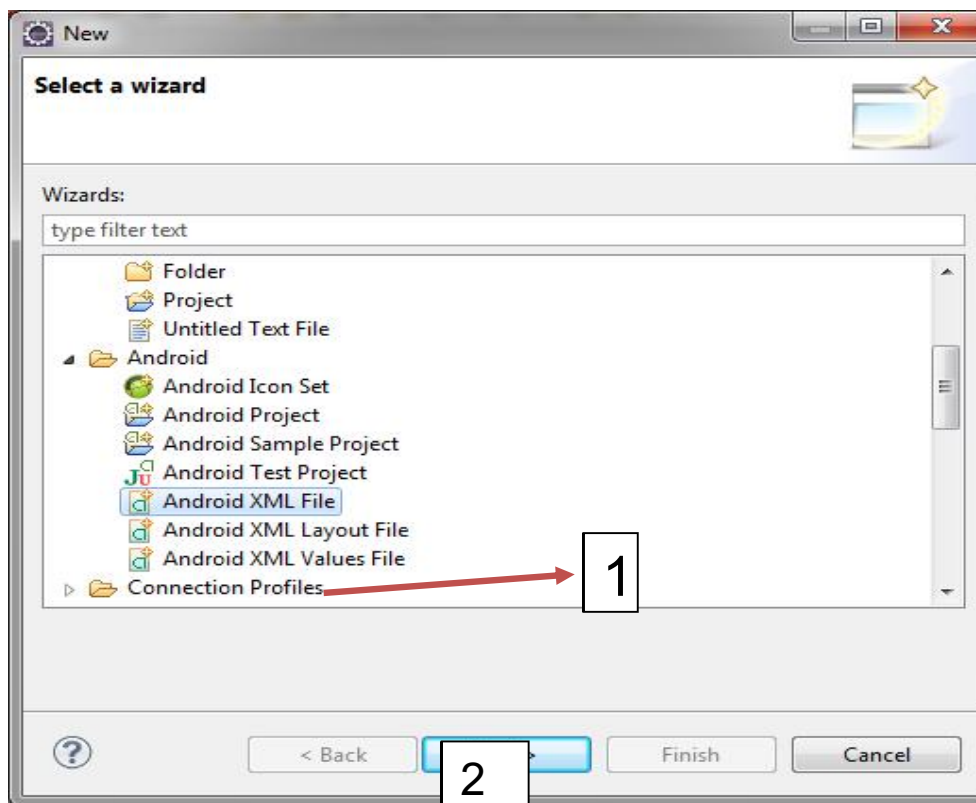 New
Select a wizard
Wizards:
type filter text
Folder
Project
Untitled Text File
Android
Android Icon Set
Android Project
Android Sample Project
Android Test Project
Android XML File
Android XML Layout File
Android XML Values File
Connection Profiles
1
< Back
2
>
Finish
Cancel